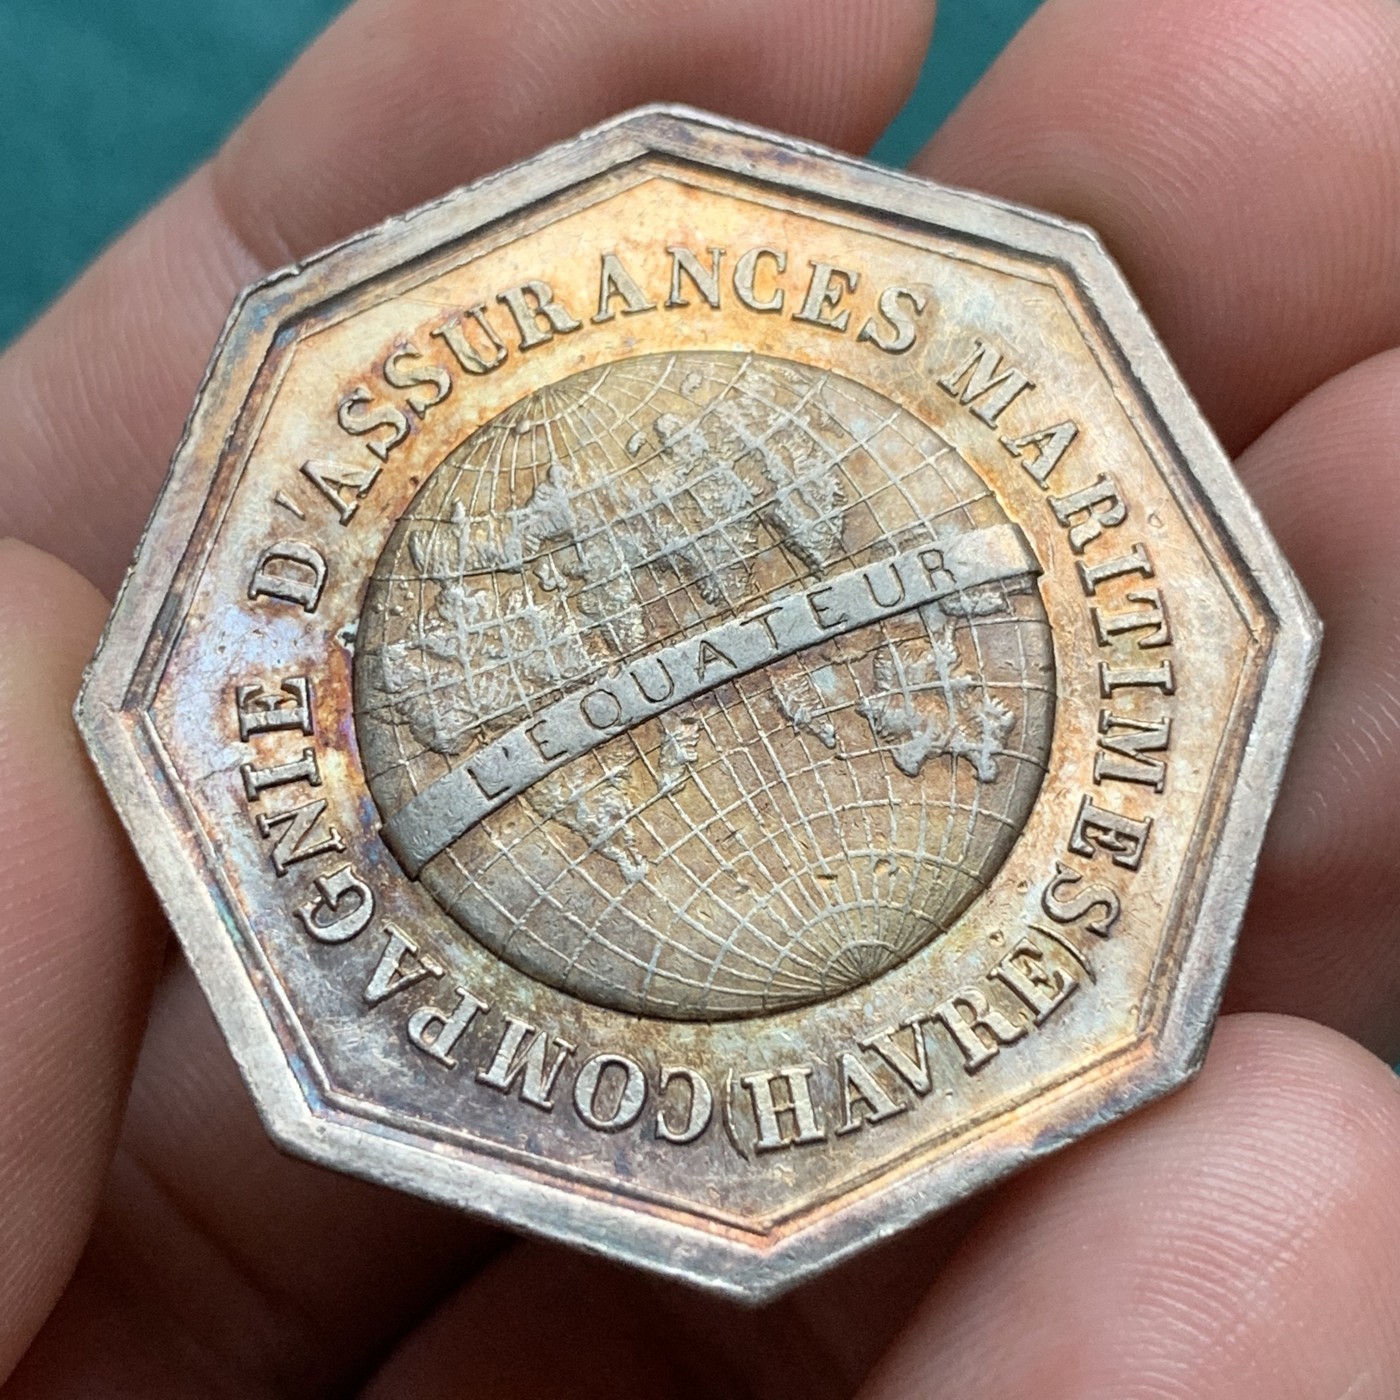 COMPAGNIE D'ASSURANCES MARITIMES
(HAVRE)
L'EQUATEUR